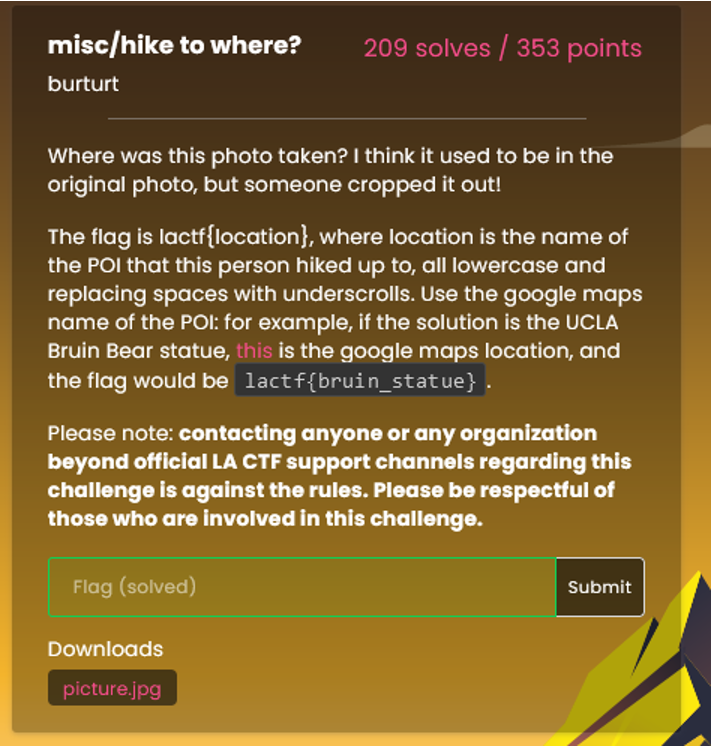 misc/hike to where?
209 solves / 353 points
burturt
Where was this photo taken? I think it used to be in the
original photo, but someone cropped it out!
The flag is lactf{location}, where location is the name of
the POI that this person hiked up to, all lowercase and
replacing spaces with underscrolls. Use the google maps
name of the POI: for example, if the solution is the UCLA
Bruin Bear statue, this is the google maps location, and
the flag would be lactf{bruin_statue}.
Please note: contacting anyone or any organization
beyond official LA CTF support channels regarding this
challenge is against the rules. Please be respectful of
those who are involved in this challenge.
Flag (solved)
Submit
Downloads
picture.jpg